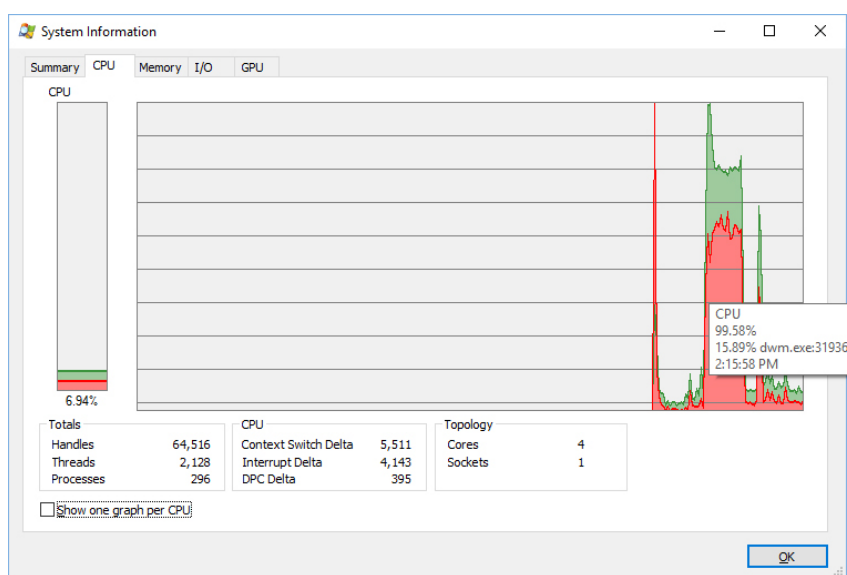 System Information
Summary CPU Memory I/O GPU
CPU
6.94%
CPU
99.58%
15.89% dwm.exe:31936
2:15:58 PM
Totals
Handles 64,516
Threads 2,128
Processes 296
CPU
Context Switch Delta 5,511
Interrupt Delta 4,143
DPC Delta 395
Topology
Cores 4
Sockets 1
Show one graph per CPU
OK